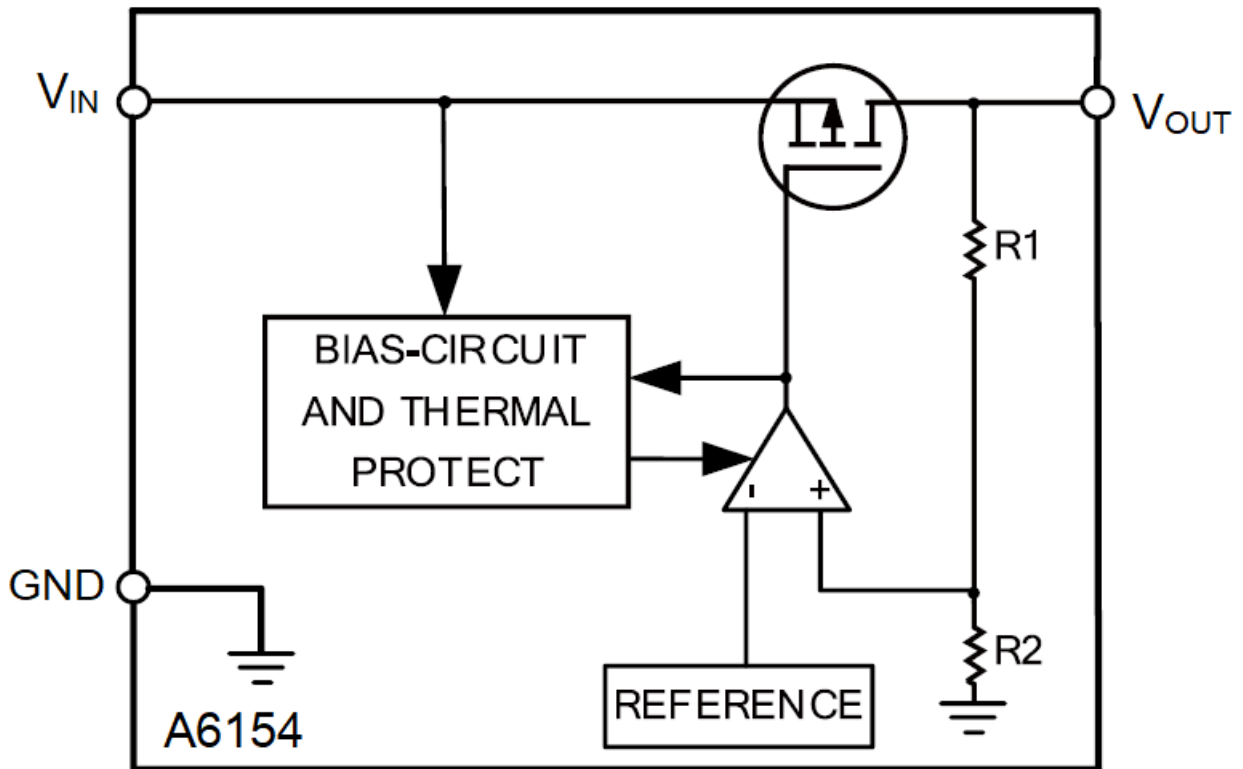 VIN
VOUT
R1
BIAS-CIRCUIT
AND THERMAL
PROTECT
- +
GND
R2
REFERENCE
A6154